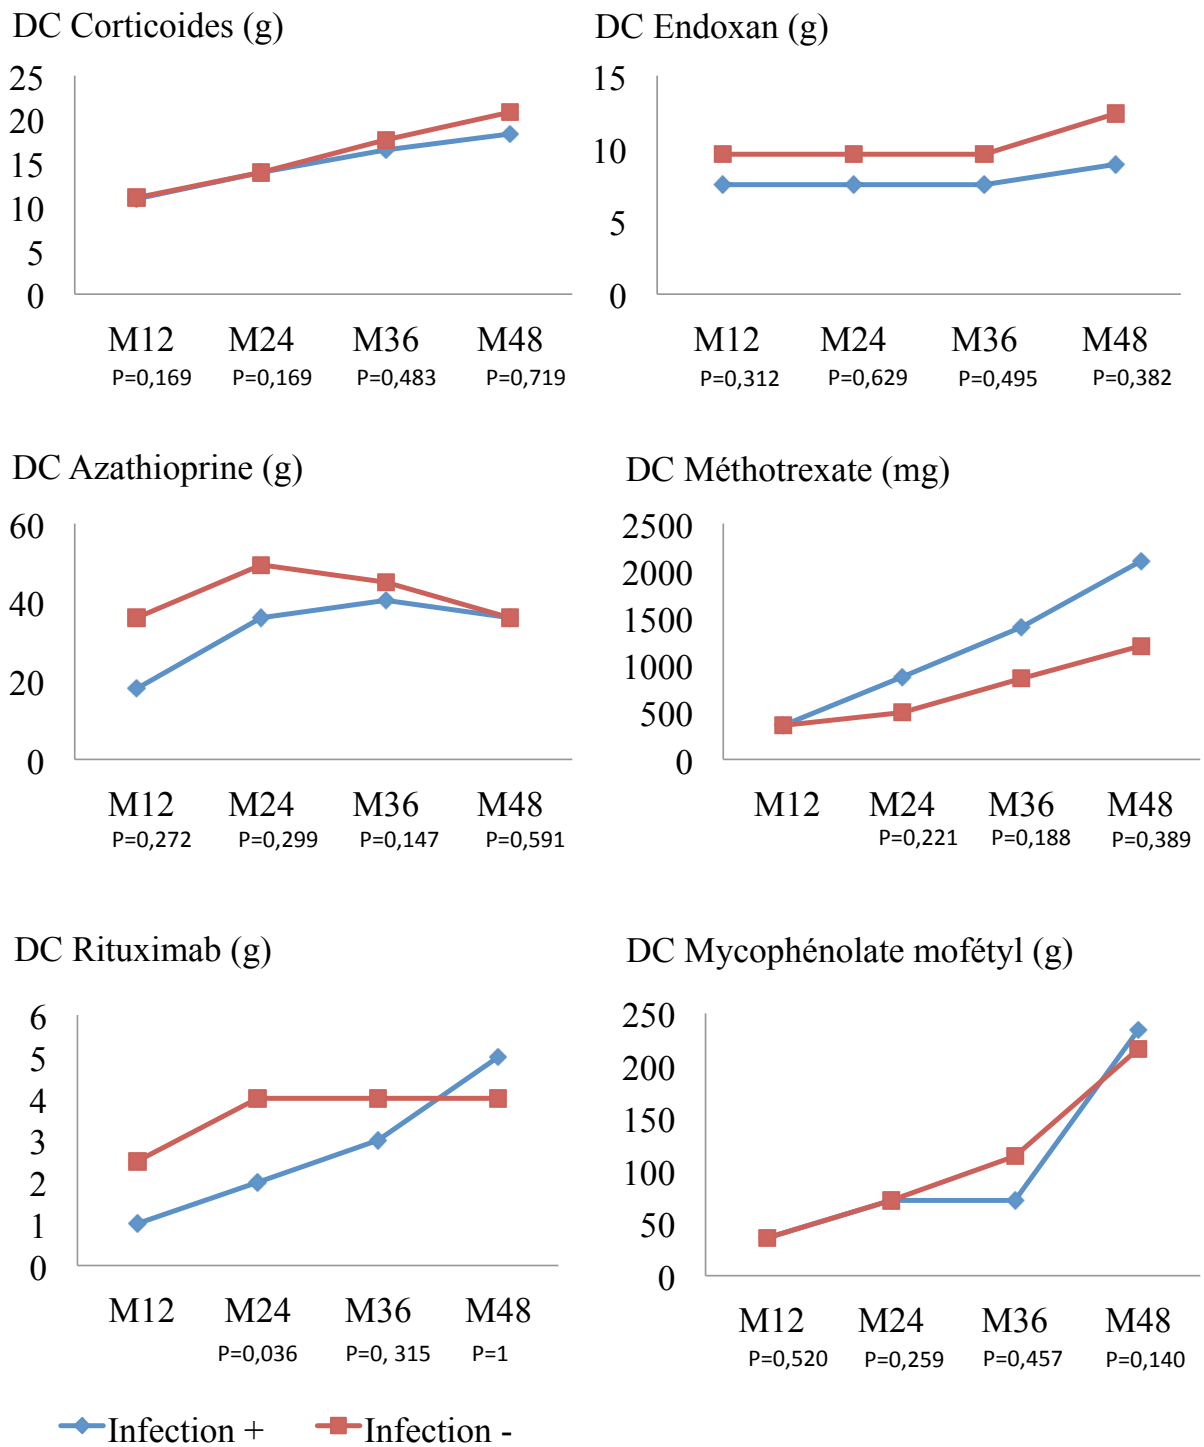 DC Corticoides (g)
25
20
15
10
5
0
M12 M24 M36 M48
P=0,169 P=0,169 P=0,483 P=0,719
DC Endoxan (g)
15
10
5
0
M12 M24 M36 M48
P=0,312 P=0,629 P=0,495 P=0,382
DC Azathioprine (g)
60
40
20
0
M12 M24 M36 M48
P=0,272 P=0,299 P=0,147 P=0,591
DC Méthotrexate (mg)
2500
2000
1500
1000
500
0
M12 M24 M36 M48
P=0,221 P=0,188 P=0,389
DC Rituximab (g)
6
5
4
3
2
1
0
M12 M24 M36 M48
P=0,036 P=0, 315 P=1
DC Mycophénolate mofétyl (g)
250
200
150
100
50
0
M12 M24 M36 M48
P=0,520 P=0,259 P=0,457 P=0,140
Infection + Infection -